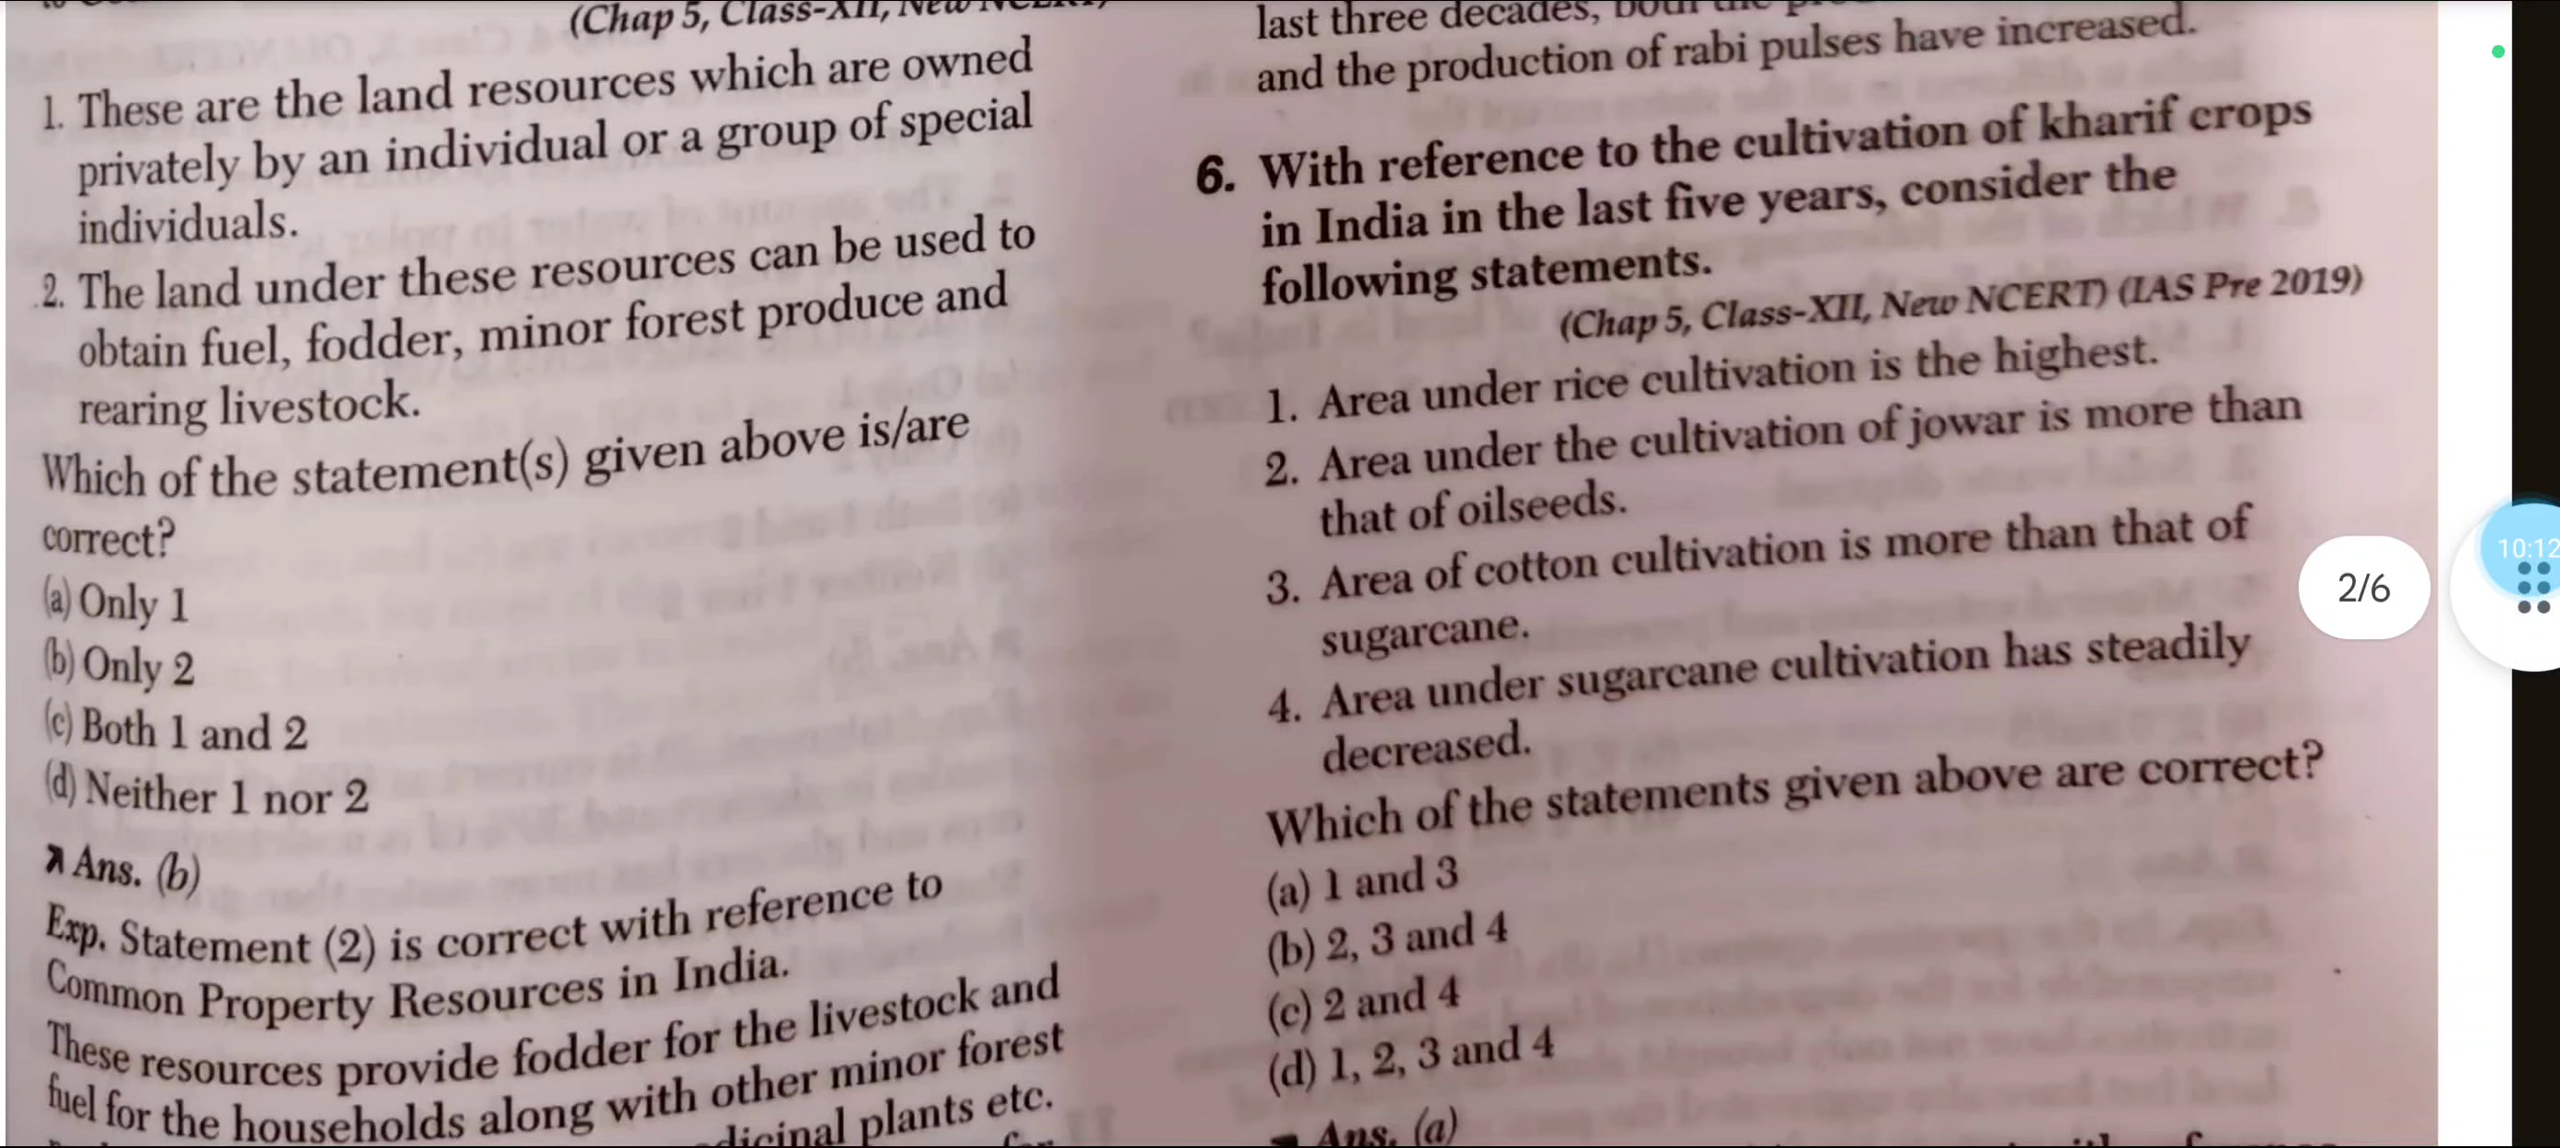 (Chap 5, Class-XII, New NCERT)
1. These are the land resources which are owned
privately by an individual or a group of special
individuals.
2. The land under these resources can be used to
obtain fuel, fodder, minor forest produce and
rearing livestock.
Which of the statement(s) given above is/are
correct?
(a) Only 1
(b) Only 2
(c) Both 1 and 2
(d) Neither 1 nor 2
Ans. (b)
Exp. Statement (2) is correct with reference to
Common Property Resources in India.
These resources provide fodder for the livestock and
fuel for the households along with other minor forest
plants etc.
last three decades, both the
and the production of rabi pulses have increased.
6. With reference to the cultivation of kharif crops
in India in the last five years, consider the
following statements.
(Chap 5, Class-XII, New NCERT) (IAS Pre 2019)
1. Area under rice cultivation is the highest.
2. Area under the cultivation of jowar is more than
that of oilseeds.
3. Area of cotton cultivation is more than that of
sugarcane.
4. Area under sugarcane cultivation has steadily
decreased.
Which of the statements given above are correct?
(a) 1 and 3
(b) 2, 3 and 4
(c) 2 and 4
(d) 1, 2, 3 and 4
Ans. (a)
2/6
10:12